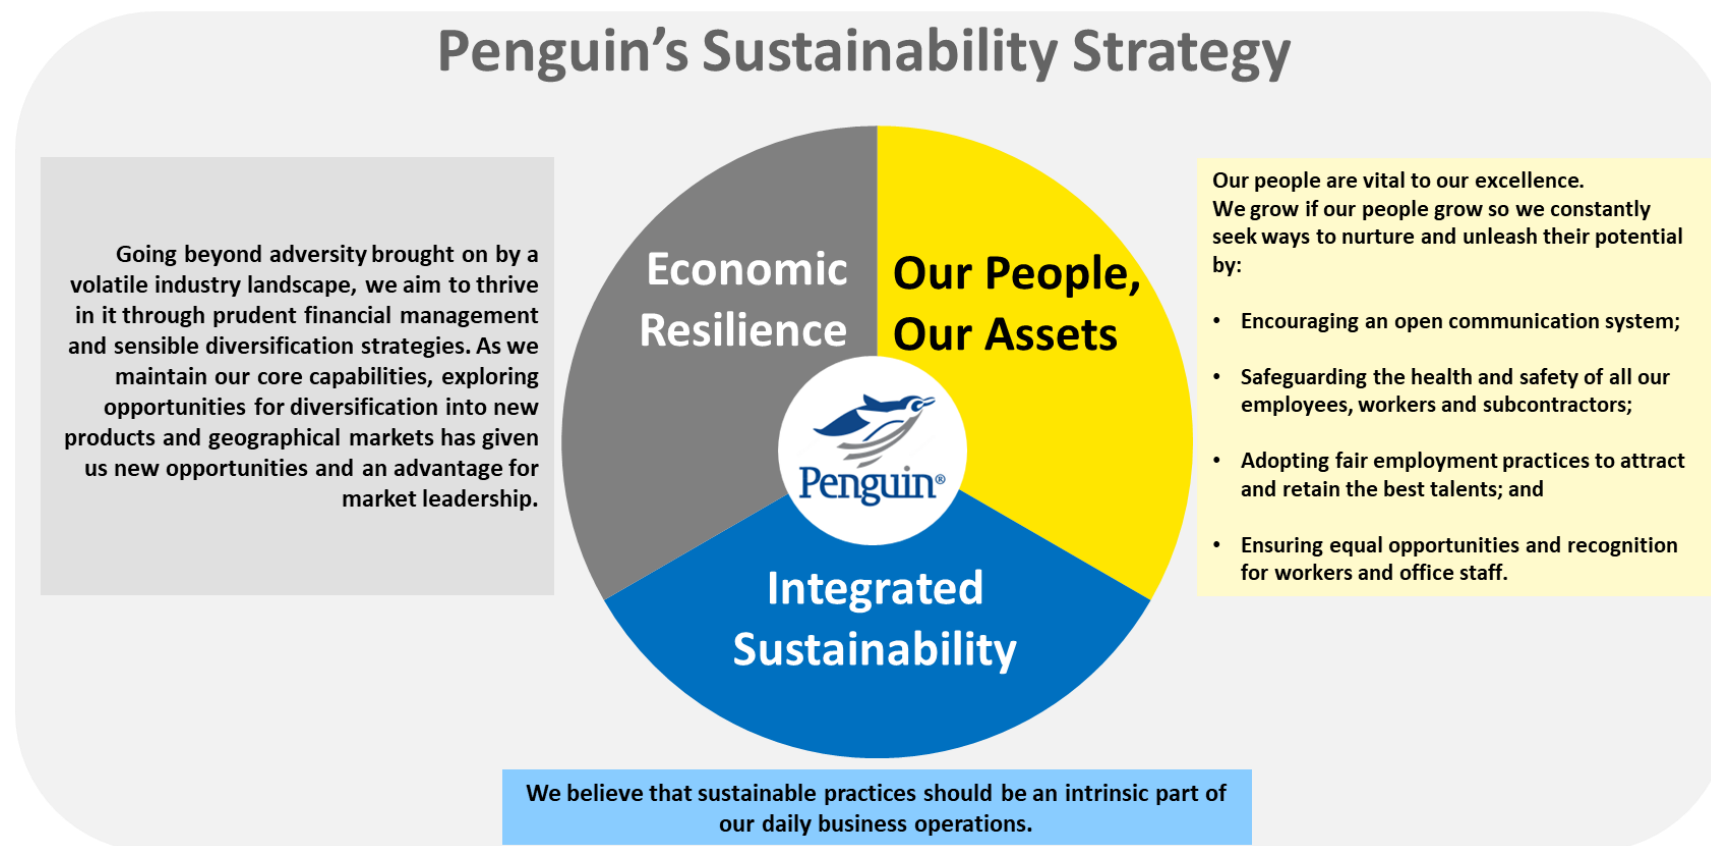 Penguin’s Sustainability Strategy
Going beyond adversity brought on by a
volatile industry landscape, we aim to thrive
in it through prudent financial management
and sensible diversification strategies. As we
maintain our core capabilities, exploring
opportunities for diversification into new
products and geographical markets has given
us new opportunities and an advantage for
market leadership.
Economic
Resilience
Our People,
Our Assets
Penguin®
Integrated
Sustainability
Our people are vital to our excellence.
We grow if our people grow so we constantly
seek ways to nurture and unleash their potential
by:
• Encouraging an open communication system;
• Safeguarding the health and safety of all our
employees, workers and subcontractors;
• Adopting fair employment practices to attract
and retain the best talents; and
• Ensuring equal opportunities and recognition
for workers and office staff.
We believe that sustainable practices should be an intrinsic part of
our daily business operations.